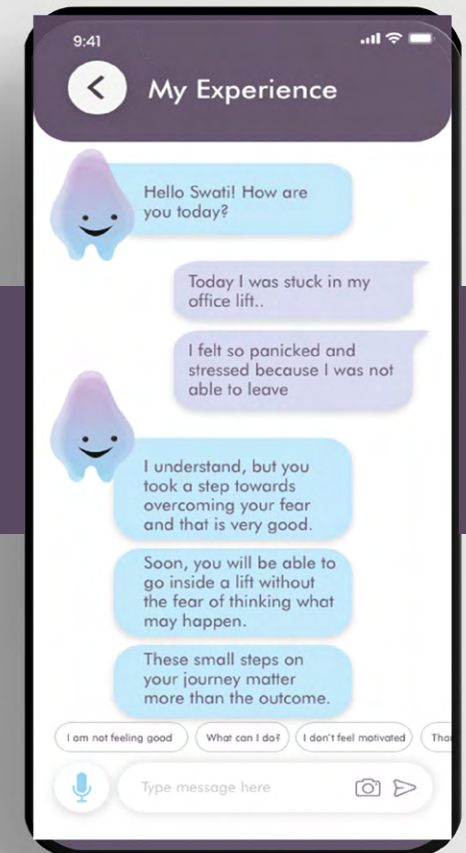 9:41
My Experience
Hello Swati! How are
you today?
Today I was stuck in my
office lift..
I felt so panicked and
stressed because I was not
able to leave
I understand, but you
took a step towards
overcoming your fear
and that is very good.
Soon, you will be able to
go inside a lift without
the fear of thinking what
may happen.
These small steps on
your journey matter
more than the outcome.
I am not feeling good
What can I do?
I don't feel motivated
Type message here